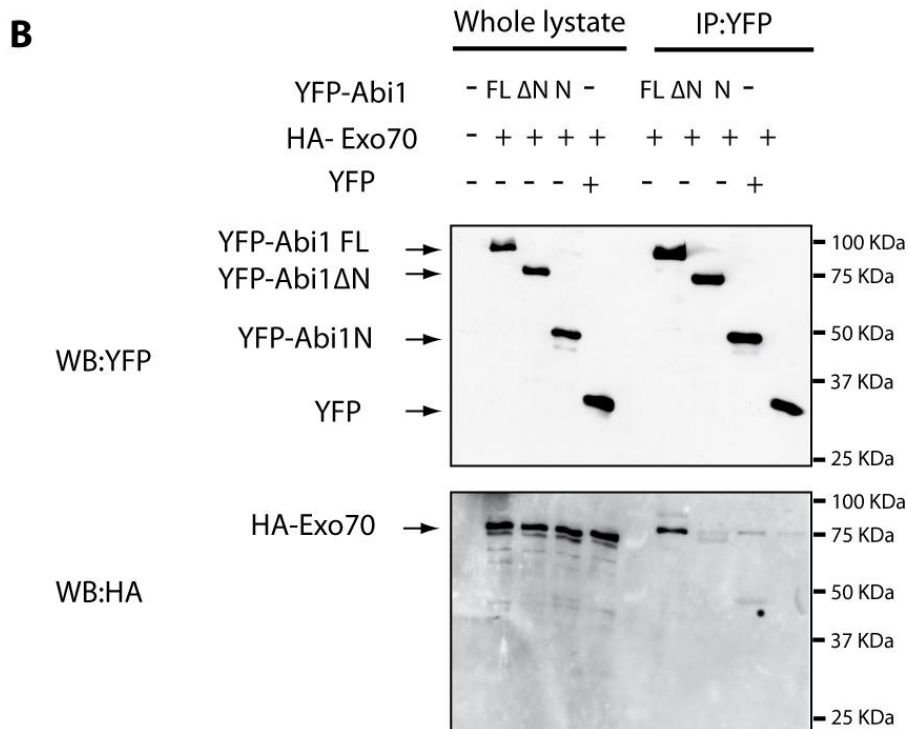 B
Whole lystate IP:YFP
YFP-Abi1 - FL ΔN N - FL ΔN N -
HA- Exo70 - + + + + + + + +
YFP - - - - + - - - +
YFP-Abi1 FL
YFP-Abi1ΔN
YFP-Abi1N
YFP
WB:YFP
100 KDa
75 KDa
50 KDa
37 KDa
25 KDa
HA-Exo70
WB:HA
100 KDa
75 KDa
50 KDa
37 KDa
25 KDa